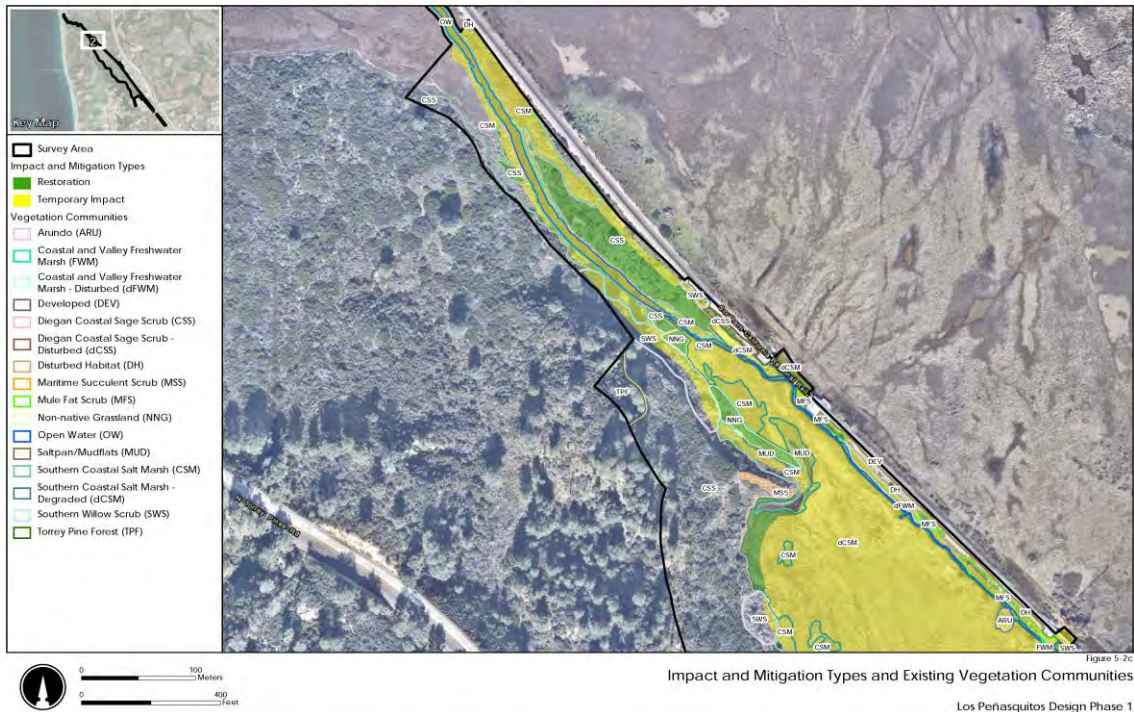 Key Map
2
Survey Area
Impact and Mitigation Types
Restoration
Temporary Impact
Vegetation Communities
Arundo (ARU)
Coastal and Valley Freshwater
Marsh (FWM)
Coastal and Valley Freshwater
Marsh - Disturbed (dFWM)
Developed (DEV)
Diegan Coastal Sage Scrub (CSS)
Diegan Coastal Sage Scrub -
Disturbed (dCSS)
Disturbed Habitat (DH)
Maritime Succulent Scrub (MSS)
Mule Fat Scrub (MFS)
Non-native Grassland (NNG)
Open Water (OW)
Saltpan/Mudflats (MUD)
Southern Coastal Salt Marsh (CSM)
Southern Coastal Salt Marsh -
Degraded (dCSM)
Southern Willow Scrub (SWS)
Torrey Pine Forest (TPF)
OW
DH
CSS
CSM
CSM
CSS
CSS
SWS
CSS
CSM
dCSS
SWS
NNG
CSM
dCSM
dCSM
TPF
CSM
MFS
MFS
NNG
MUD
MUD
DEV
CSM
CSS
MSS
DH
dFWM
MFS
N Torrey Pines Rd
dCSM
CSM
MFS
DH
SWS
CSM
ARU
CSM
FWM
SWS
Figure 5-2c
0 100
Meters
0 400
Feet
Impact and Mitigation Types and Existing Vegetation Communities
Los Peñasquitos Design Phase 1